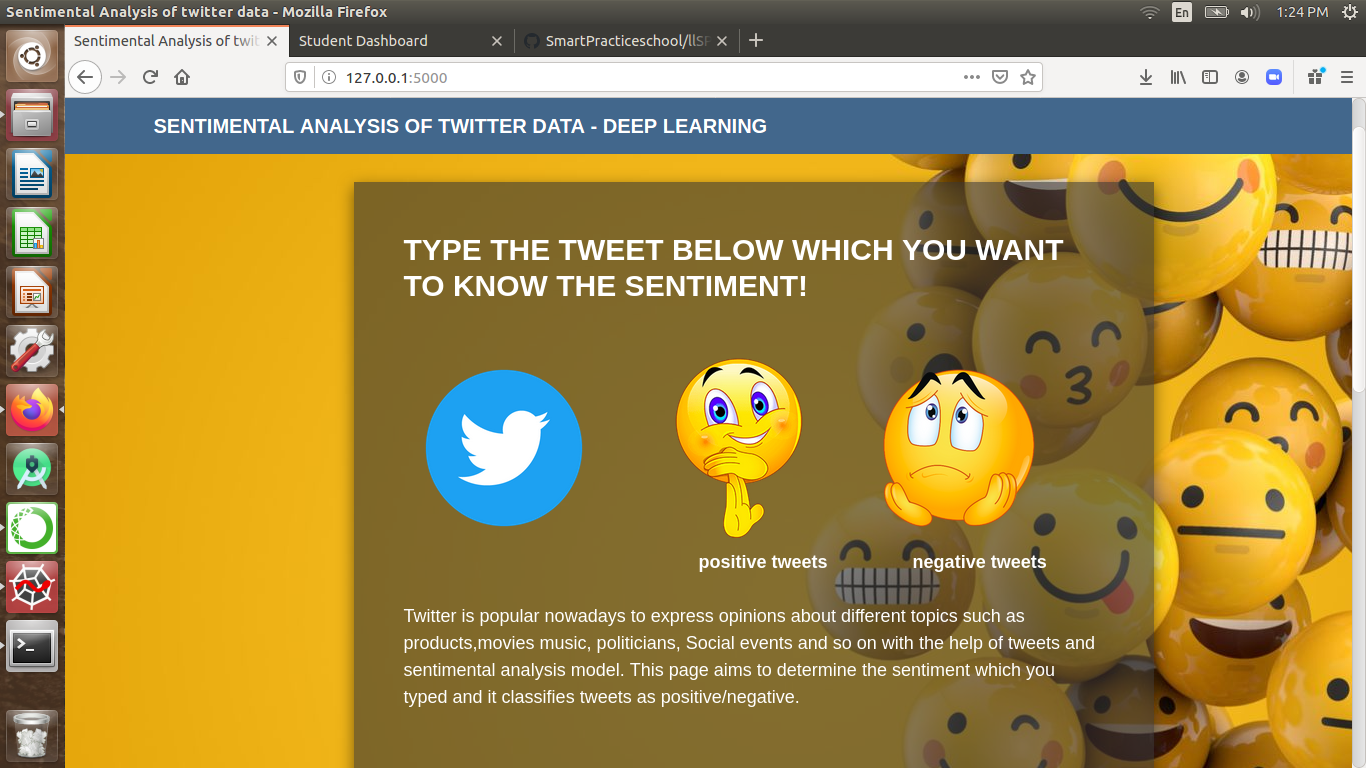 Sentimental Analysis of twitter data - Mozilla Firefox
En
1:24 PM
Sentimental Analysis of twit
Student Dashboard
SmartPracticeschool/llSP
127.0.0.1:5000
SENTIMENTAL ANALYSIS OF TWITTER DATA - DEEP LEARNING
TYPE THE TWEET BELOW WHICH YOU WANT
TO KNOW THE SENTIMENT!
positive tweets
negative tweets
Twitter is popular nowadays to express opinions about different topics such as
products,movies music, politicians, Social events and so on with the help of tweets and
sentimental analysis model. This page aims to determine the sentiment which you
typed and it classifies tweets as positive/negative.